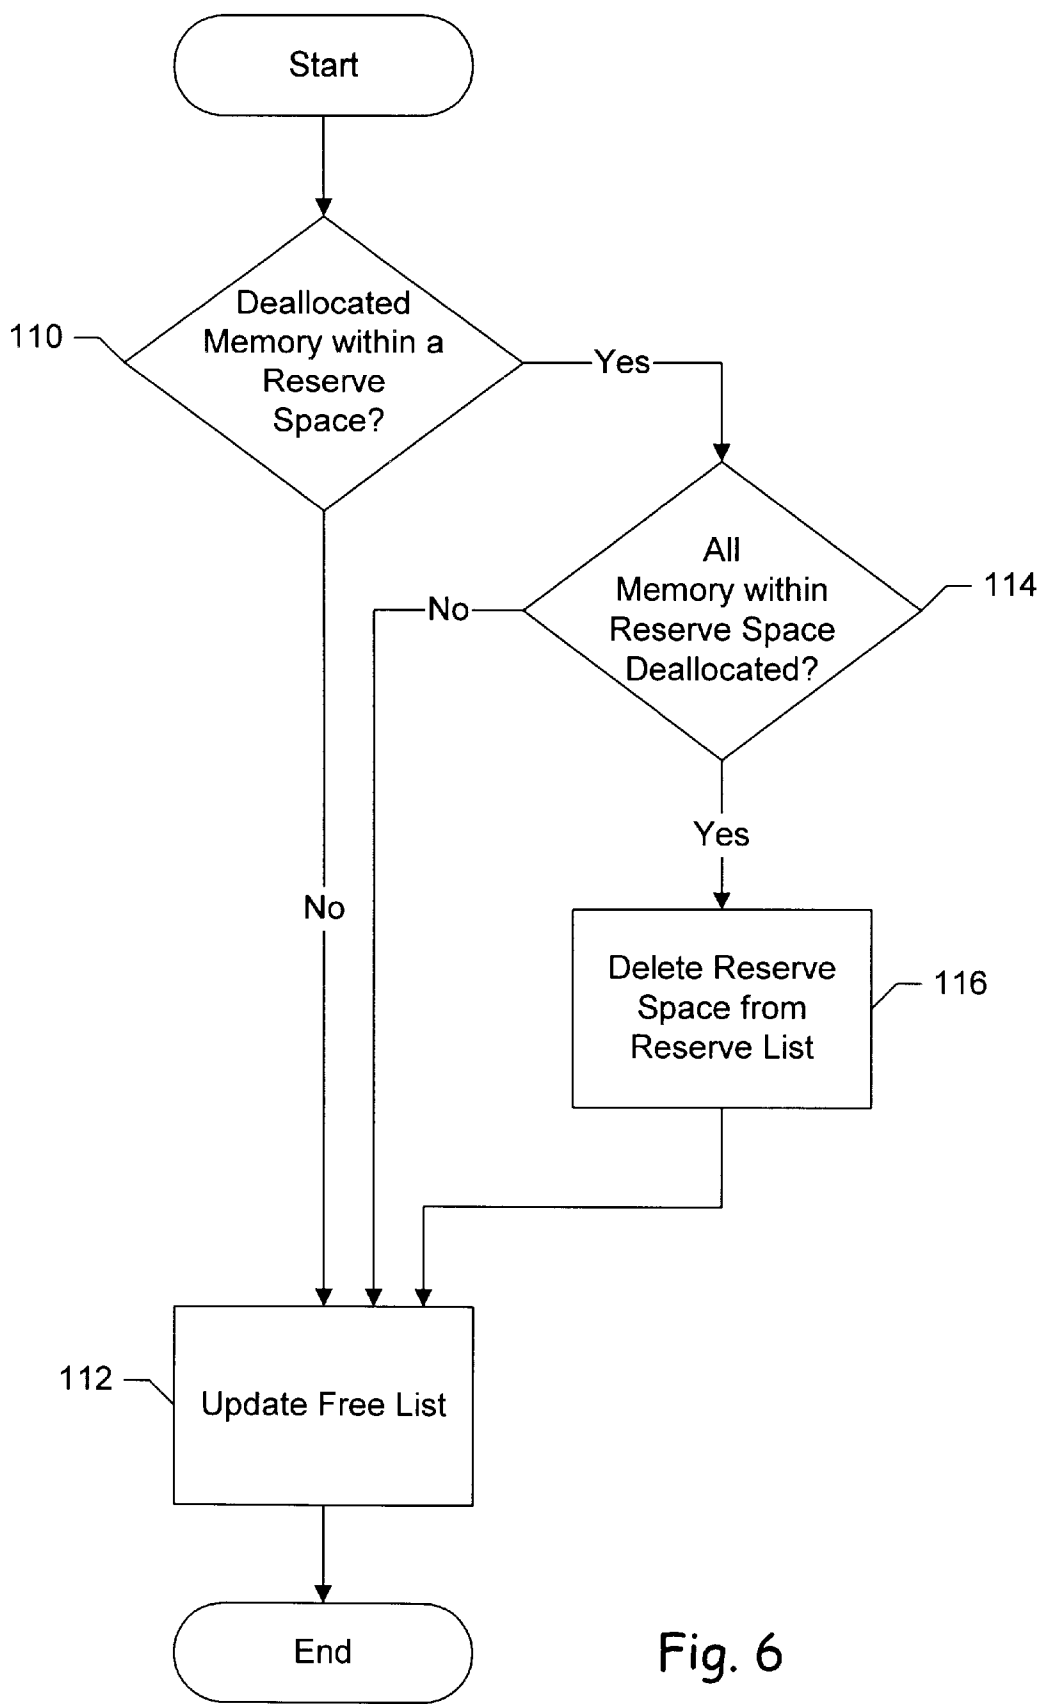 Start
110
Deallocated
Memory within a
Reserve
Space?
Yes
All
Memory within
Reserve Space
Deallocated?
114
No
Yes
No
Delete Reserve
Space from
Reserve List
116
112
Update Free List
End
Fig. 6